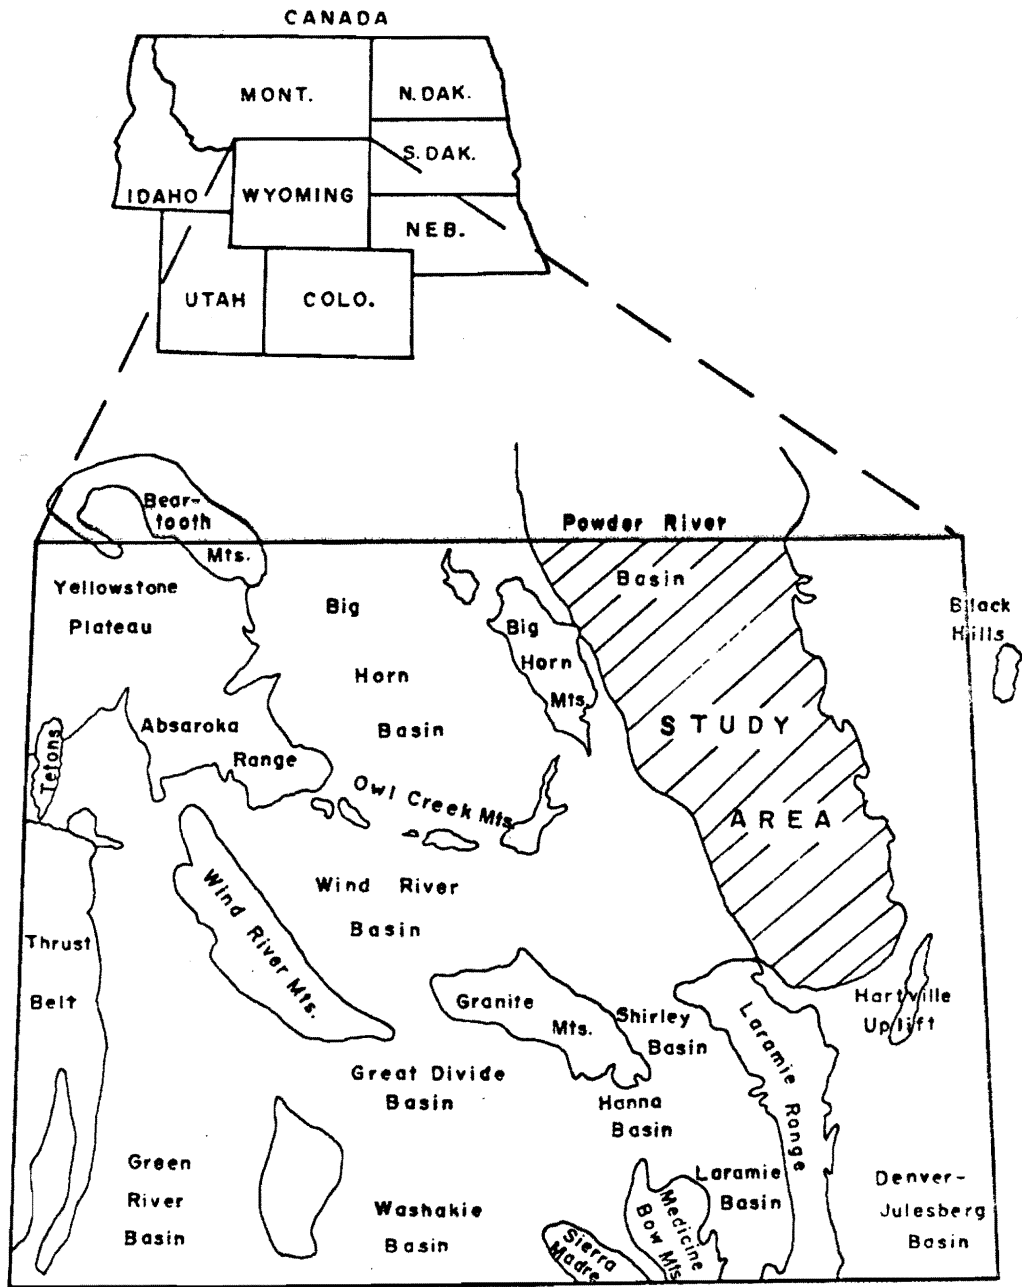 CANADA
MONT.
N. DAK.
S. DAK.
IDAHO
WYOMING
NEB.
UTAH
COLO.
Bear-
tooth
Mts.
Powder River
Basin
Yellowstone
Plateau
Big
Horn
Basin
Big
Horn
Mts.
Black
Hills
STUDY
AREA
Absaroka
Range
Tetons
Owl Creek Mts.
Wind River
Basin
Wind River Mts.
Thrust
Belt
Granite
Mts.
Shirley
Basin
Laramie Range
Hartville
Uplift
Great Divide
Basin
Hanna
Basin
Green
River
Basin
Washakie
Basin
Sierra
Madre
Medicine
Bow Mts.
Laramie
Basin
Denver-
Julesberg
Basin